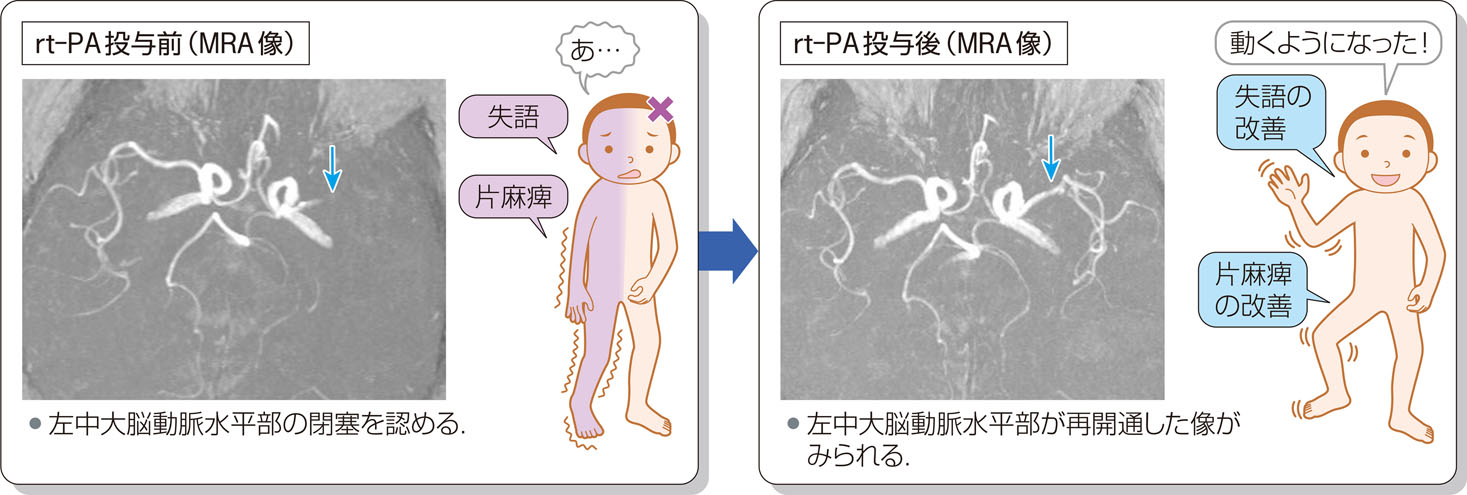 rt-PA投与前（MRA像）
あ…
失語
片麻痺
●左中大脳動脈水平部の閉塞を認める.
rt-PA投与後（MRA像）
動くようになった！
失語の
改善
片麻痺
の改善
●左中大脳動脈水平部が再開通した像が
みられる.